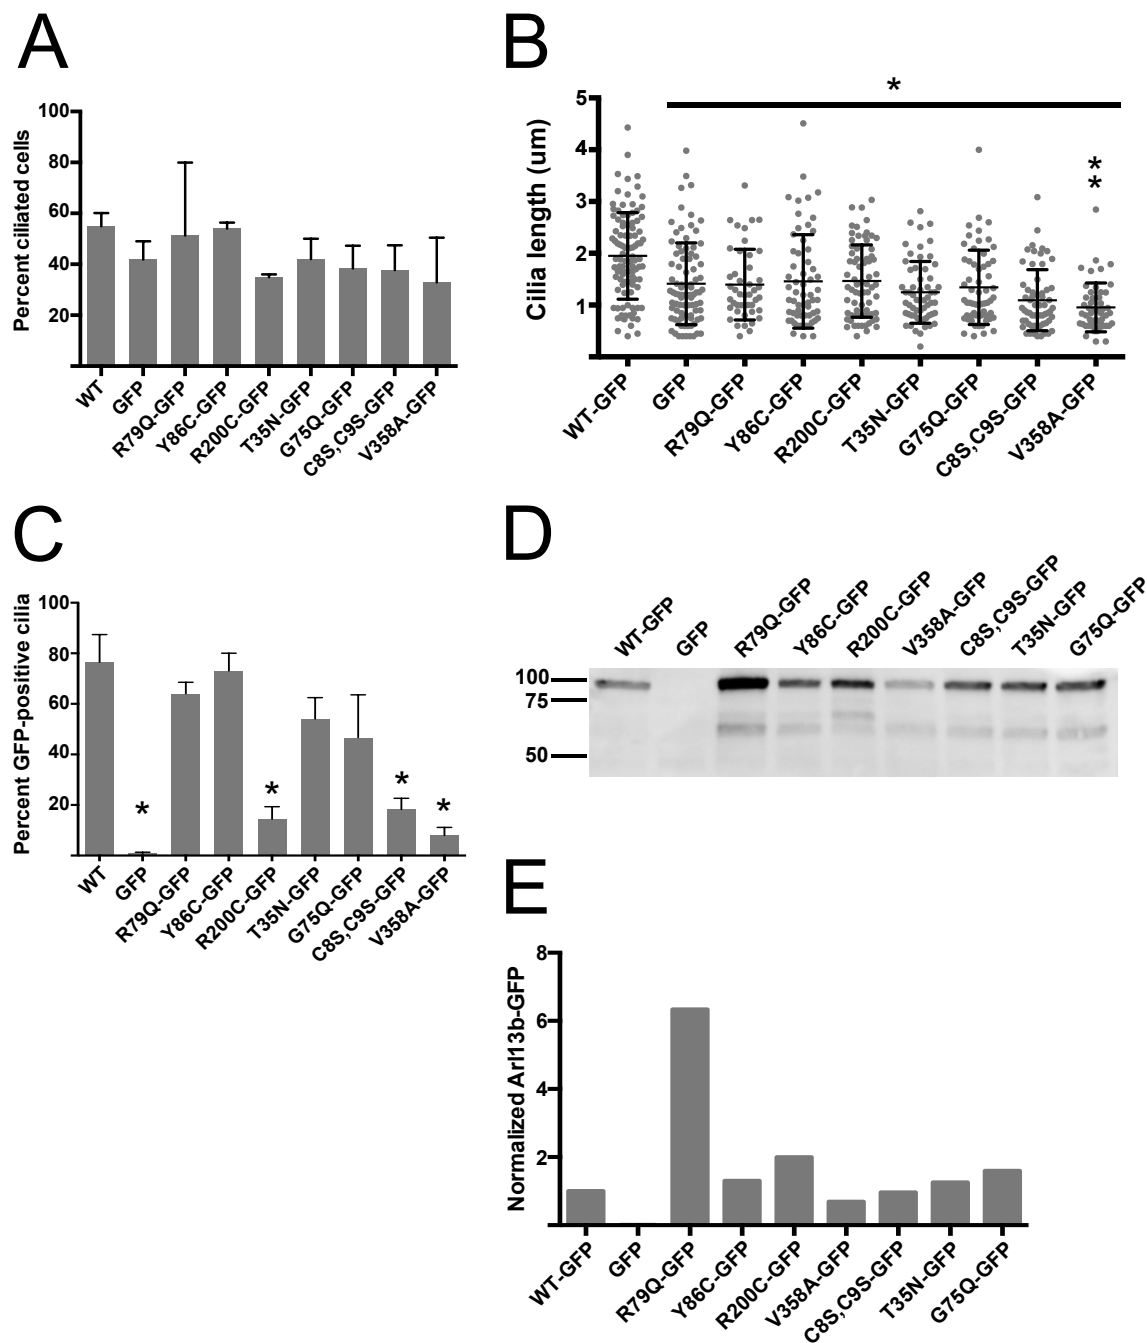 A
Percent ciliated cells
100
80
60
40
20
WT
GFP
R79Q-GFP
Y86C-GFP
R200C-GFP
T35N-GFP
G75Q-GFP
C8S,C9S-GFP
V358A-GFP
B
Cilia length (um)
5
4
3
2
1
*
*
*
WT-GFP
GFP
R79Q-GFP
Y86C-GFP
R200C-GFP
T35N-GFP
G75Q-GFP
C8S,C9S-GFP
V358A-GFP
C
Percent GFP-positive cilia
100
80
60
40
20
*
*
*
*
WT
GFP
R79Q-GFP
Y86C-GFP
R200C-GFP
T35N-GFP
G75Q-GFP
C8S,C9S-GFP
V358A-GFP
D
WT-GFP
GFP
R79Q-GFP
Y86C-GFP
R200C-GFP
V358A-GFP
C8S,C9S-GFP
T35N-GFP
G75Q-GFP
100
75
50
E
Normalized Arl13b-GFP
8
6
4
2
WT-GFP
GFP
R79Q-GFP
Y86C-GFP
R200C-GFP
V358A-GFP
C8S,C9S-GFP
T35N-GFP
G75Q-GFP